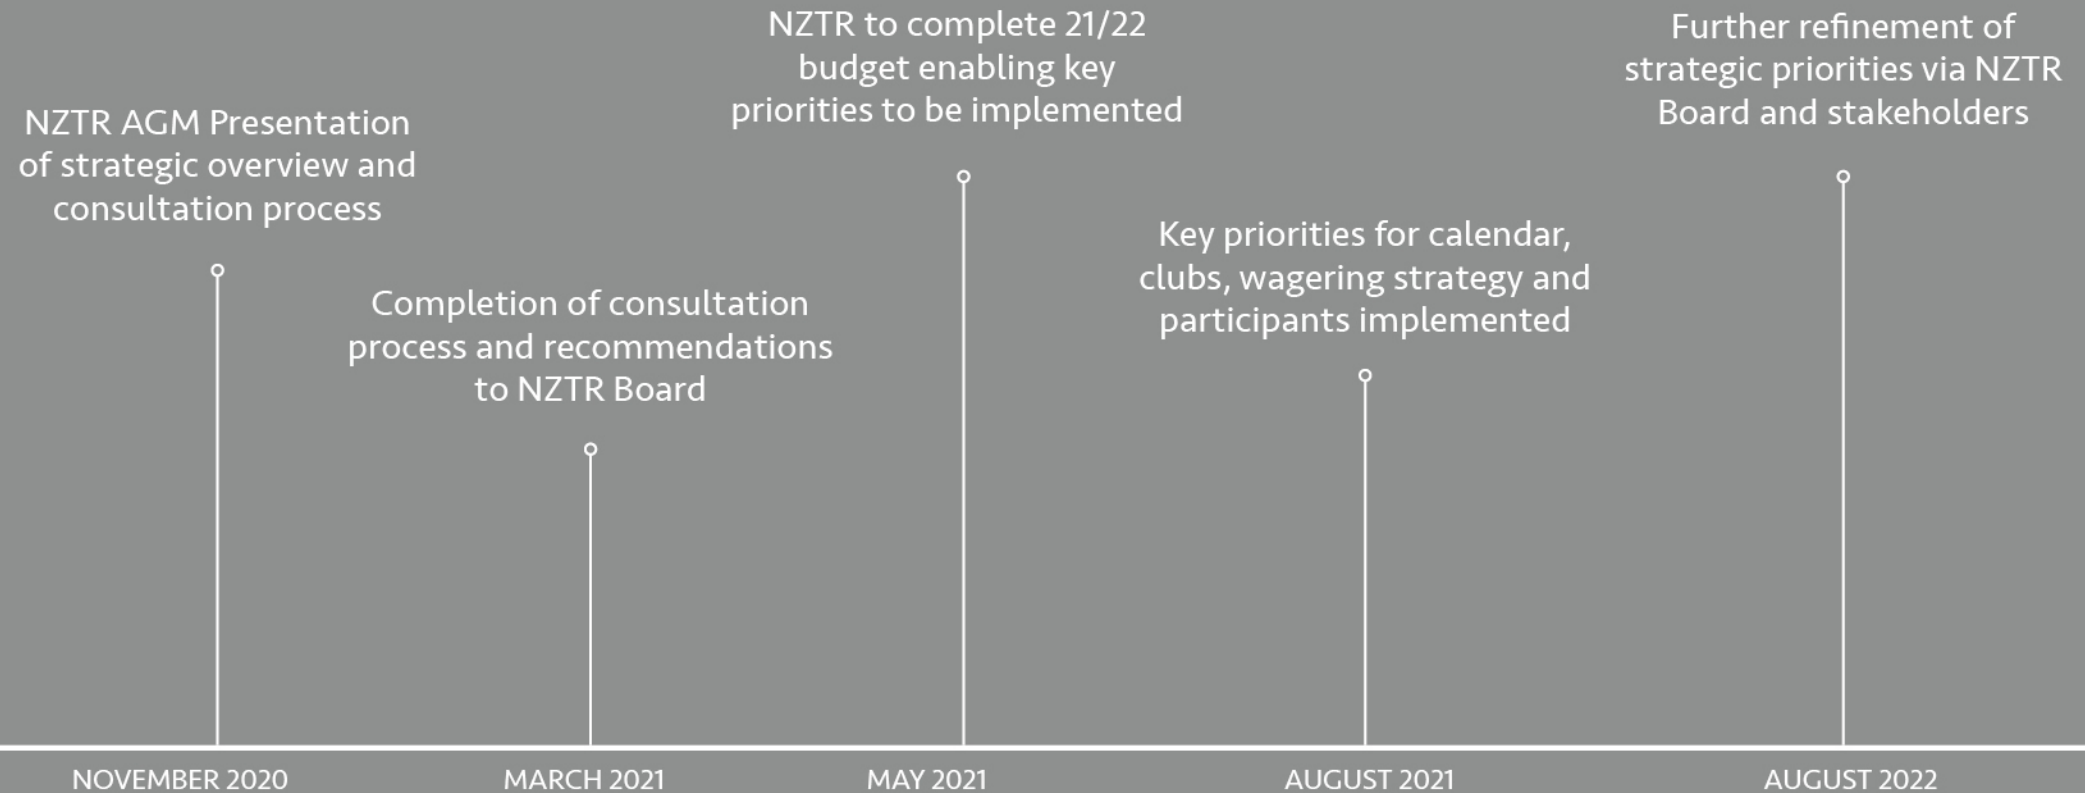 NZTR AGM Presentation
of strategic overview and
consultation process
Completion of consultation
process and recommendations
to NZTR Board
NZTR to complete 21/22
budget enabling key
priorities to be implemented
Key priorities for calendar,
clubs, wagering strategy and
participants implemented
Further refinement of
strategic priorities via NZTR
Board and stakeholders
NOVEMBER 2020
MARCH 2021
MAY 2021
AUGUST 2021
AUGUST 2022